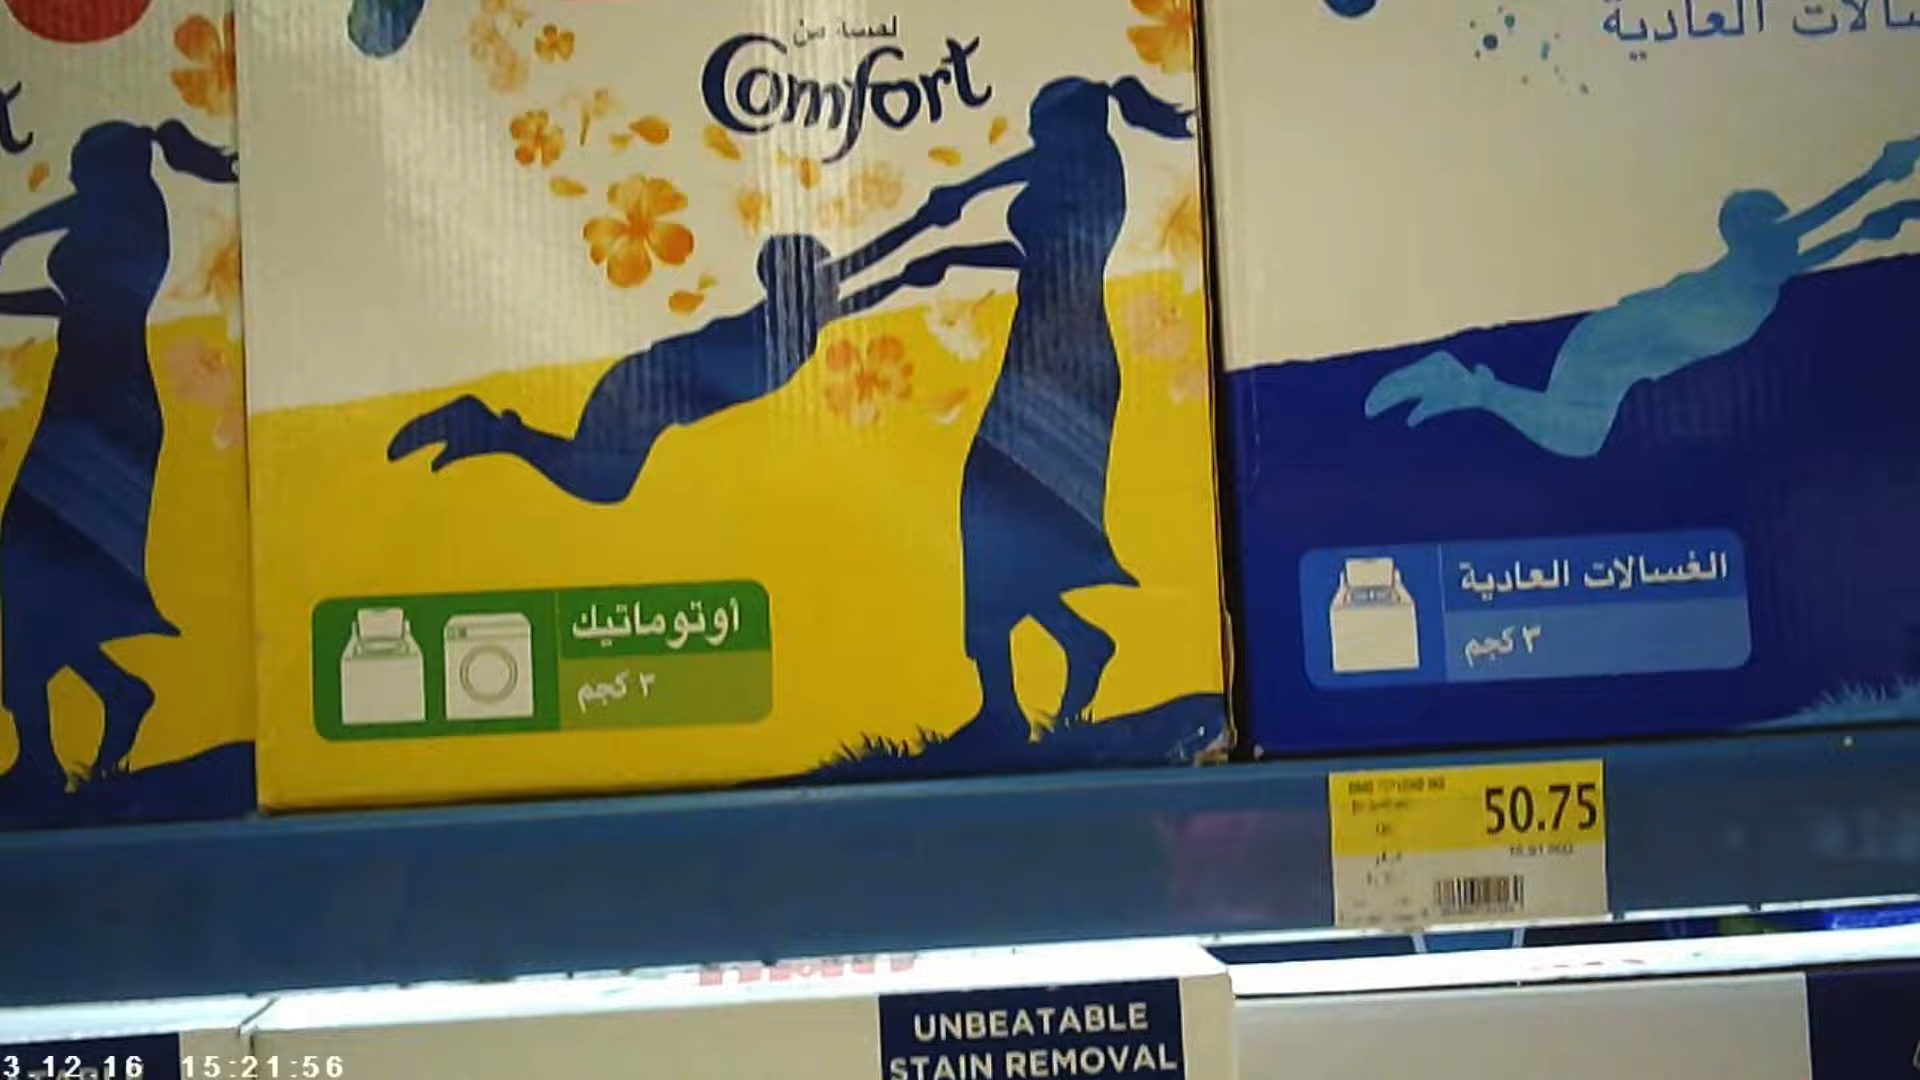 لمسة من
Comfort
الات العادية
أوتوماتيك
٣ كجم
الغسالات العادية
٣ كجم
50.75
UNBEATABLE
STAIN REMOVAL
3.12.16 15:21:56